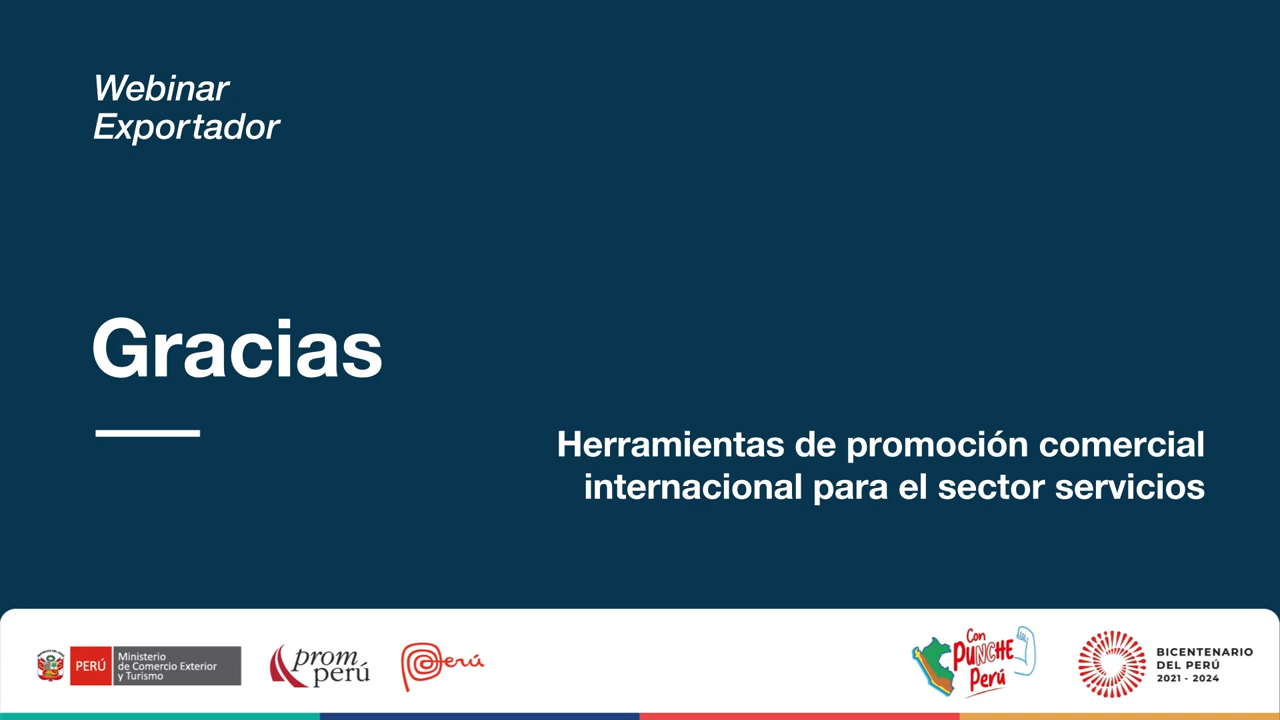 Webinar
Exportador
Gracias
Herramientas de promoción comercial
internacional para el sector servicios
PERÚ
Ministerio
de Comercio Exterior
y Turismo
prom
perú
Perú
Con
PUNCHE
Perú
BICENTENARIO
DEL PERÚ
2021 - 2024